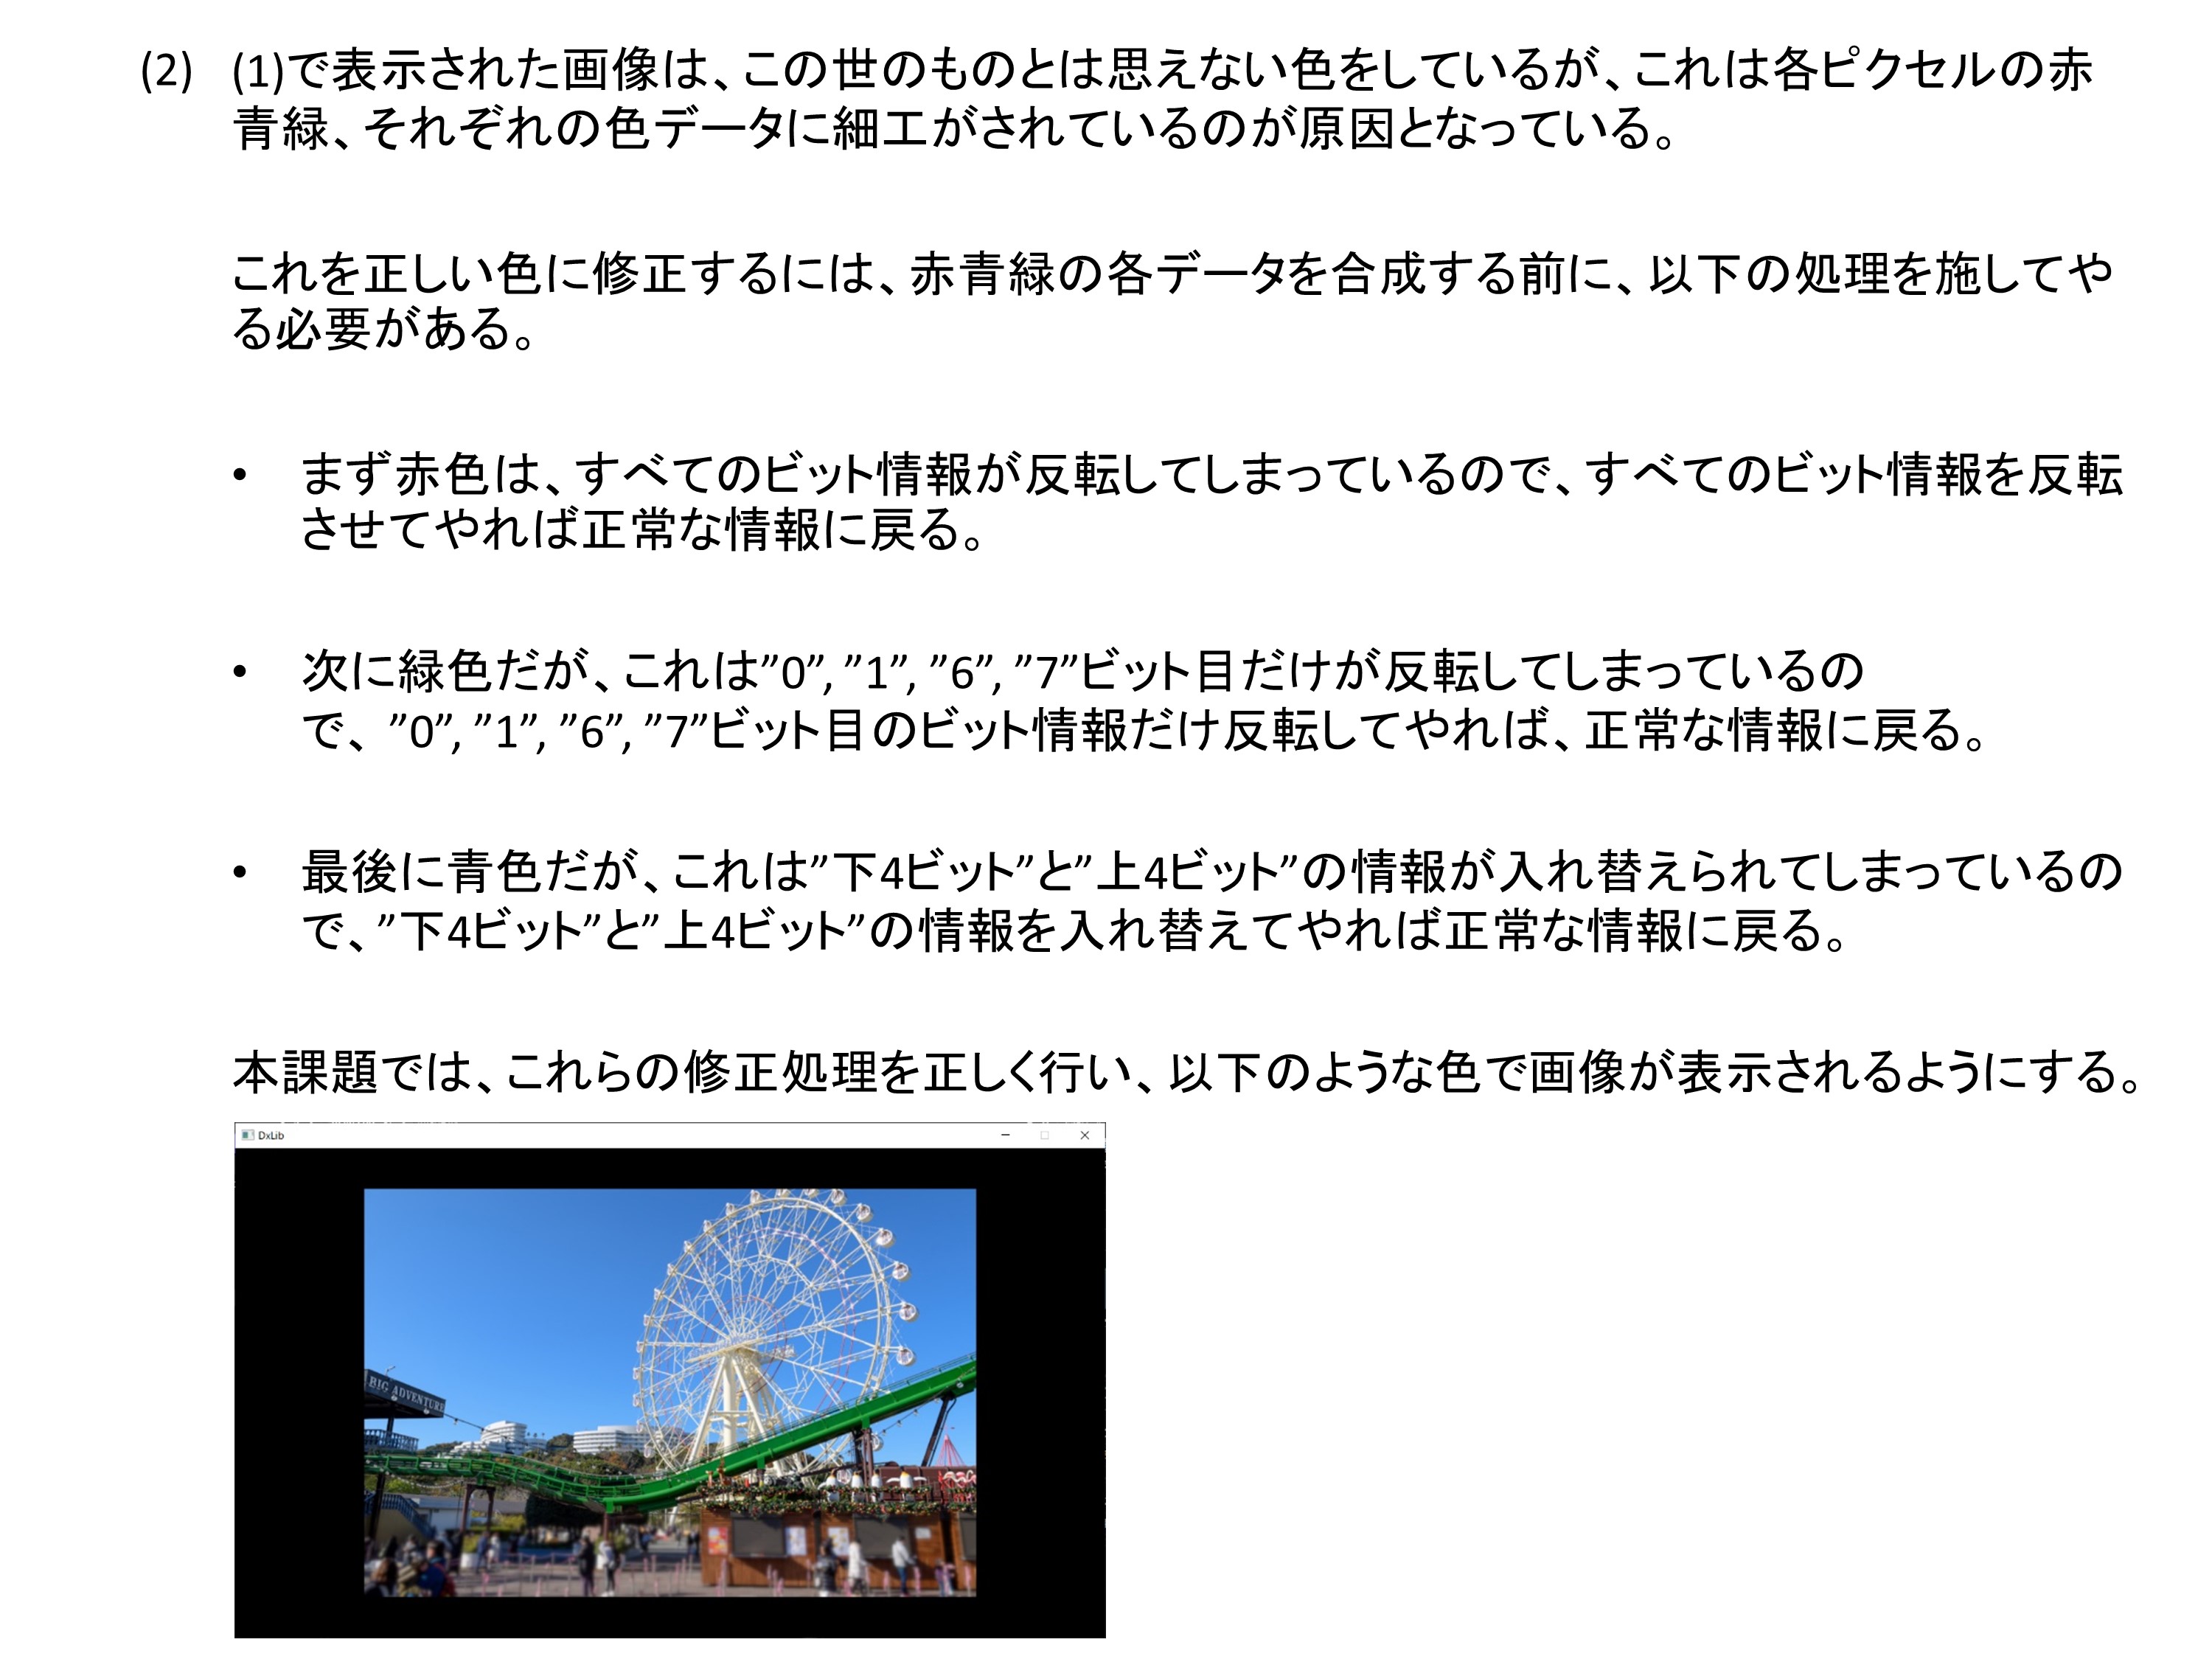 (2) (1)で表示された画像は、この世のものとは思えない色をしているが、これは各ピクセルの赤
青緑、それぞれの色データに細工がされているのが原因となっている。
これを正しい色に修正するには、赤青緑の各データを合成する前に、以下の処理を施してや
る必要がある。
• まず赤色は、すべてのビット情報が反転してしまっているので、すべてのビット情報を反転
させてやれば正常な情報に戻る。
• 次に緑色だが、これは”0”, ”1”, ”6”, ”7”ビット目だけが反転してしまっているの
で、”0”, ”1”, ”6”, ”7”ビット目のビット情報だけ反転してやれば、正常な情報に戻る。
• 最後に青色だが、これは”下4ビット”と”上4ビット”の情報が入れ替えられてしまっているの
で、”下4ビット”と”上4ビット”の情報を入れ替えてやれば正常な情報に戻る。
本課題では、これらの修正処理を正しく行い、以下のような色で画像が表示されるようにする。
DxLib
BIG ADVENTURE